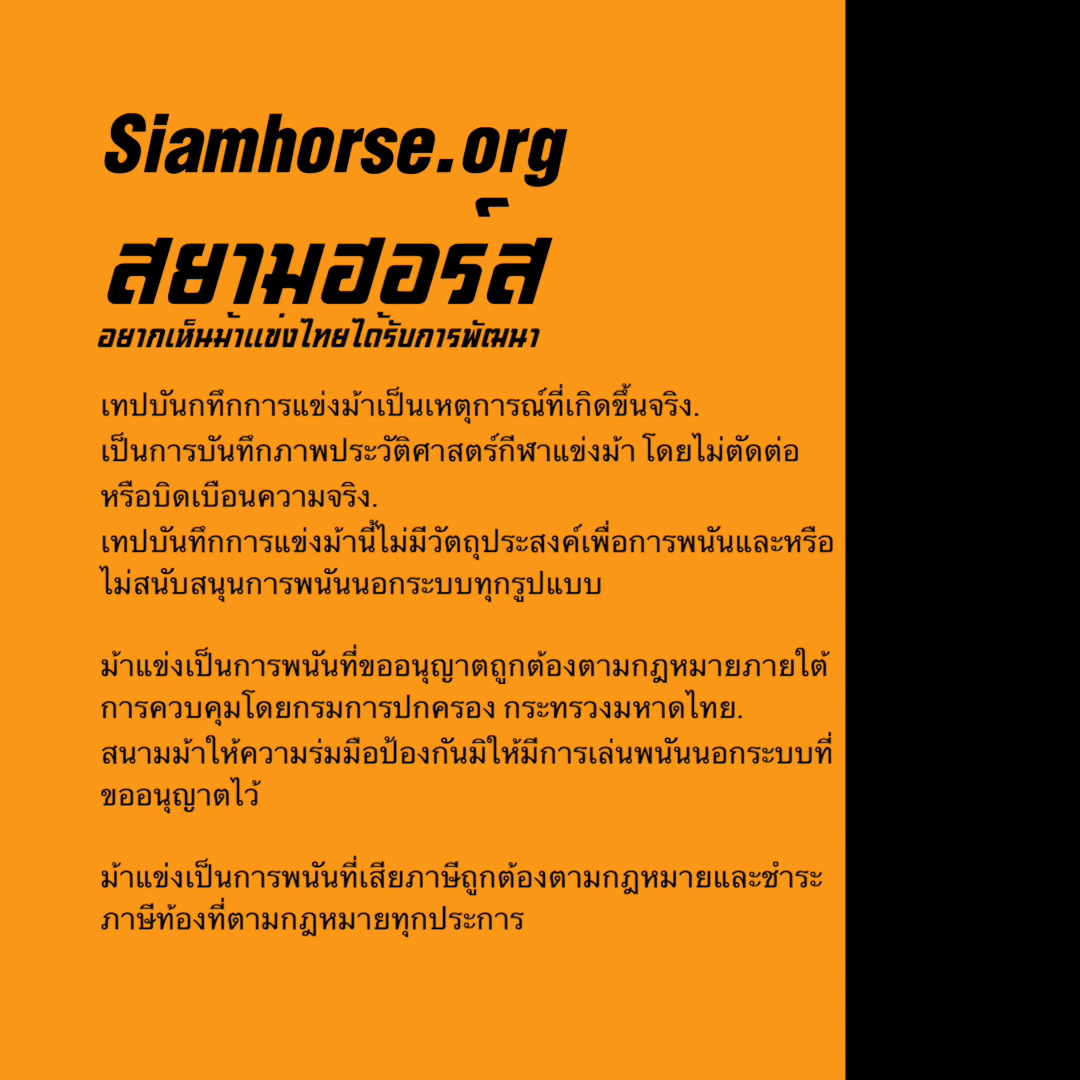 Siamhorse.org
สยามฮอร์ส
อยากเห็นม้าแข่งไทยได้รับการพัฒนา
เทปบันกทึกการแข่งม้าเป็นเหตุการณ์ที่เกิดขึ้นจริง.
เป็นการบันทึกภาพประวัติศาสตร์กีฬาแข่งม้า โดยไม่ตัดต่อ
หรือบิดเบือนความจริง.
เทปบันทึกการแข่งม้านี้ไม่มีวัตถุประสงค์เพื่อการพนันและหรือ
ไม่สนับสนุนการพนันนอกระบบทุกรูปแบบ
ม้าแข่งเป็นการพนันที่ขออนุญาตถูกต้องตามกฎหมายภายใต้
การควบคุมโดยกรมการปกครอง กระทรวงมหาดไทย.
สนามม้าให้ความร่มมือป้องกันมิให้มีการเล่นพนันนอกระบบที่
ขออนุญาตไว้
ม้าแข่งเป็นการพนันที่เสียภาษีถูกต้องตามกฎหมายและชำระ
ภาษีท้องที่ตามกฎหมายทุกประการ